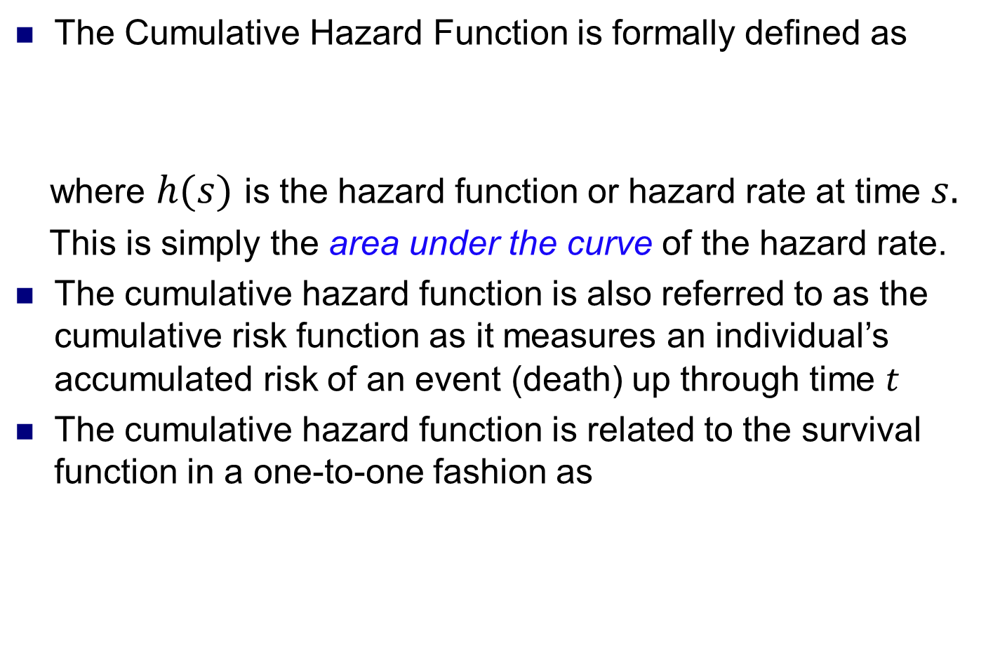 ■ The Cumulative Hazard Function is formally defined as
where h(s) is the hazard function or hazard rate at time s.
This is simply the area under the curve of the hazard rate.
■ The cumulative hazard function is also referred to as the
cumulative risk function as it measures an individual’s
accumulated risk of an event (death) up through time t
■ The cumulative hazard function is related to the survival
function in a one-to-one fashion as